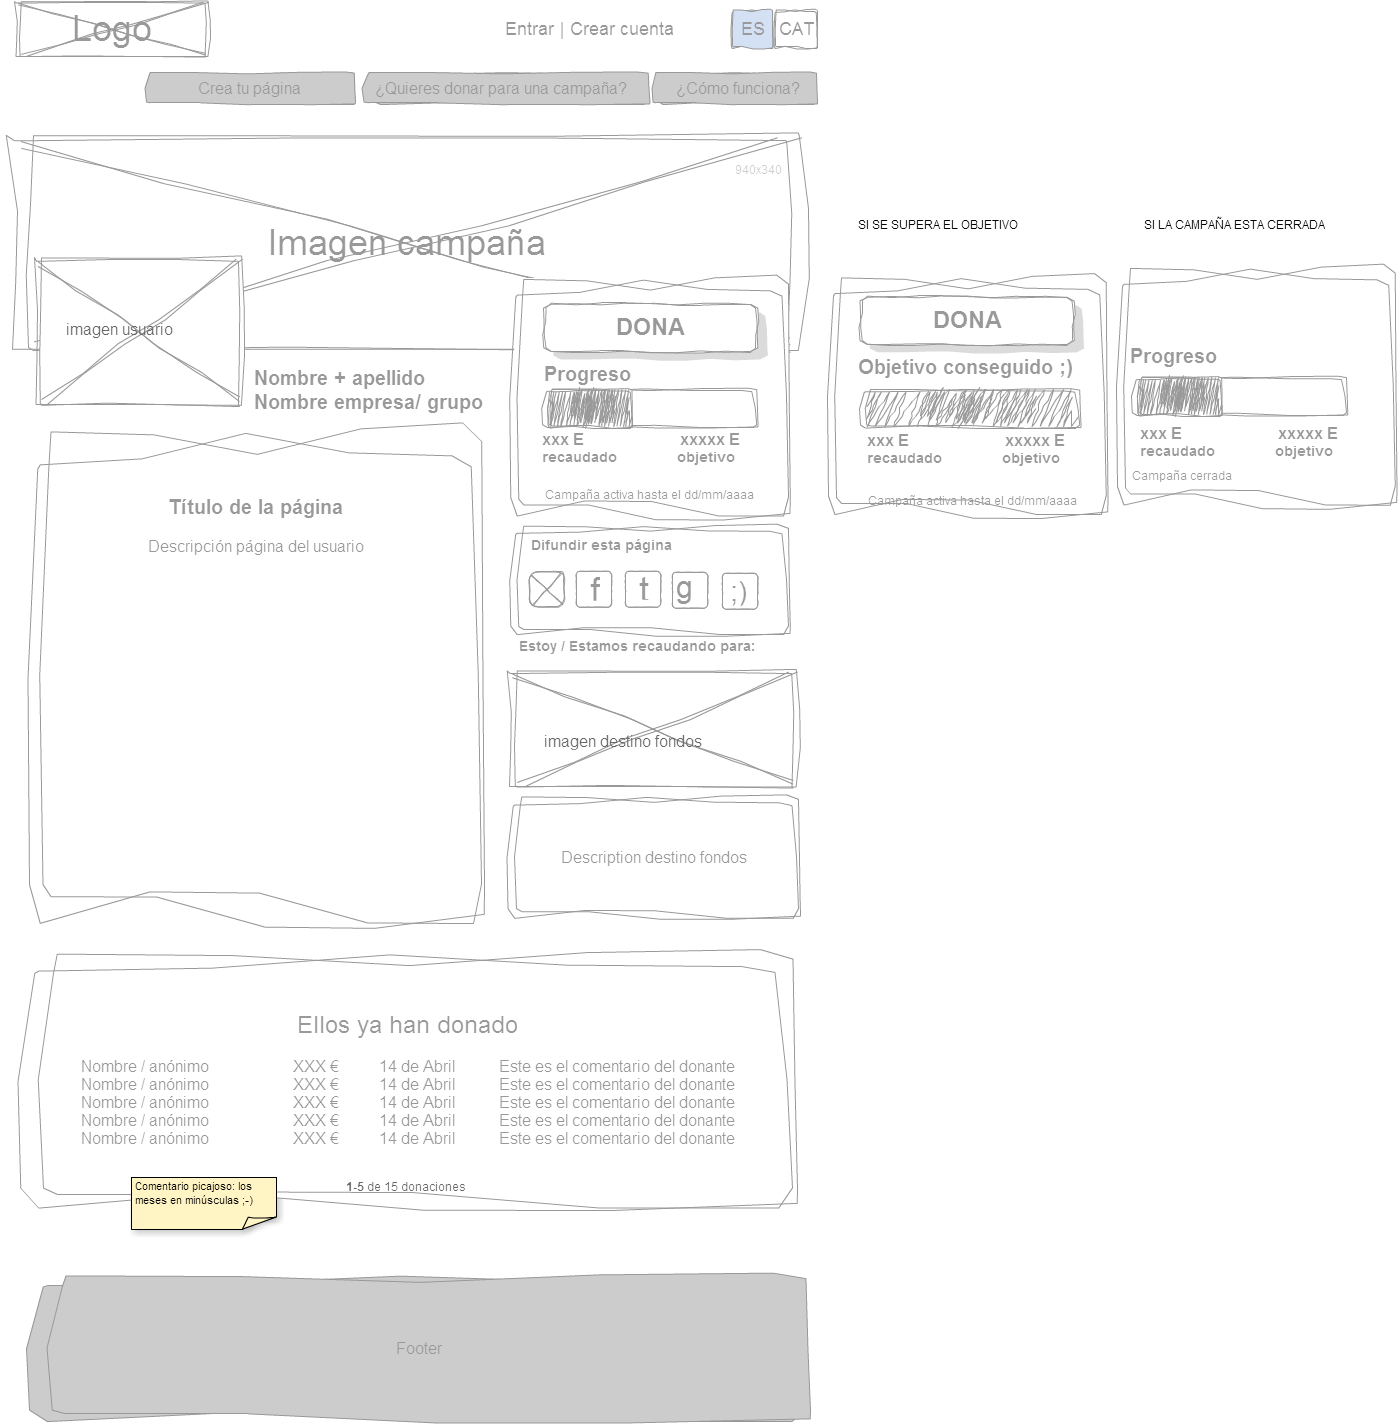 Logo
Entrar | Crear cuenta
ES
CAT
Crea tu página
¿Quieres donar para una campaña?
¿Cómo funciona?
940x340
Imagen campaña
imagen usuario
Nombre + apellido
Nombre empresa/ grupo
DONA
Progreso
xxx E xxxxx E
recaudado objetivo
Campaña activa hasta el dd/mm/aaaa
SI SE SUPERA EL OBJETIVO
DONA
Objetivo conseguido ;)
xxx E xxxxx E
recaudado objetivo
Campaña activa hasta el dd/mm/aaaa
SI LA CAMPAÑA ESTA CERRADA
Progreso
xxx E xxxxx E
recaudado objetivo
Campaña cerrada
Título de la página
Descripción página del usuario
Difundir esta página
f t g ;)
Estoy / Estamos recaudando para:
imagen destino fondos
Description destino fondos
Ellos ya han donado
Nombre / anónimo XXX € 14 de Abril Este es el comentario del donante
Nombre / anónimo XXX € 14 de Abril Este es el comentario del donante
Nombre / anónimo XXX € 14 de Abril Este es el comentario del donante
Nombre / anónimo XXX € 14 de Abril Este es el comentario del donante
Nombre / anónimo XXX € 14 de Abril Este es el comentario del donante
Comentario picajoso: los
meses en minúsculas ;-)
1-5 de 15 donaciones
Footer